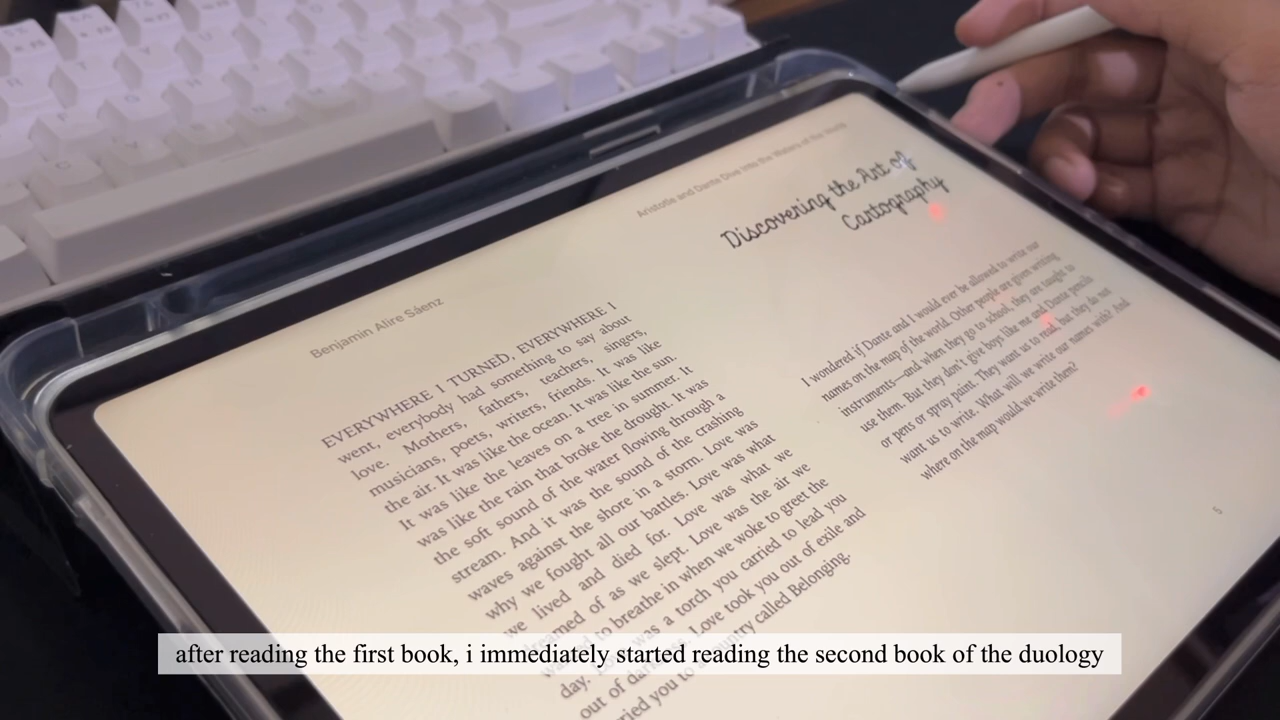 Benjamin Alire Sáenz
EVERYWHERE I TURNED, EVERYWHERE I
went, everybody had something to say about
love. Mothers, fathers, teachers, singers,
musicians, poets, writers, friends. It was like
the air. It was like the ocean. It was like the sun.
It was like the leaves on a tree in summer. It
was like the rain that broke the drought. It was
the soft sound of the water flowing through a
stream. And it was the sound of the crashing
waves against the shore in a storm. Love was
why we fought all our battles. Love was what
we lived and died for. Love was what we
dreamed of as we slept. Love was the air we
to breathe in when we woke to greet the
day. was a torch you carried to lead you
out of Love took you out of exile and
you to called Belonging.
Aristotle and Dante Dive Into the Waters of the World
Discovering the Art of
Cartography
I wondered if Dante and I would ever be allowed to write our
names on the map of the world. Other people are given writing
instruments—and when they go to school, they are taught to
use them. But they don't give boys like me and Dante pencils
or pens or spray paint. They want us to read, but they do not
want us to write. What will we write our names with? And
where on the map would we write them?
5
after reading the first book, i immediately started reading the second book of the duology